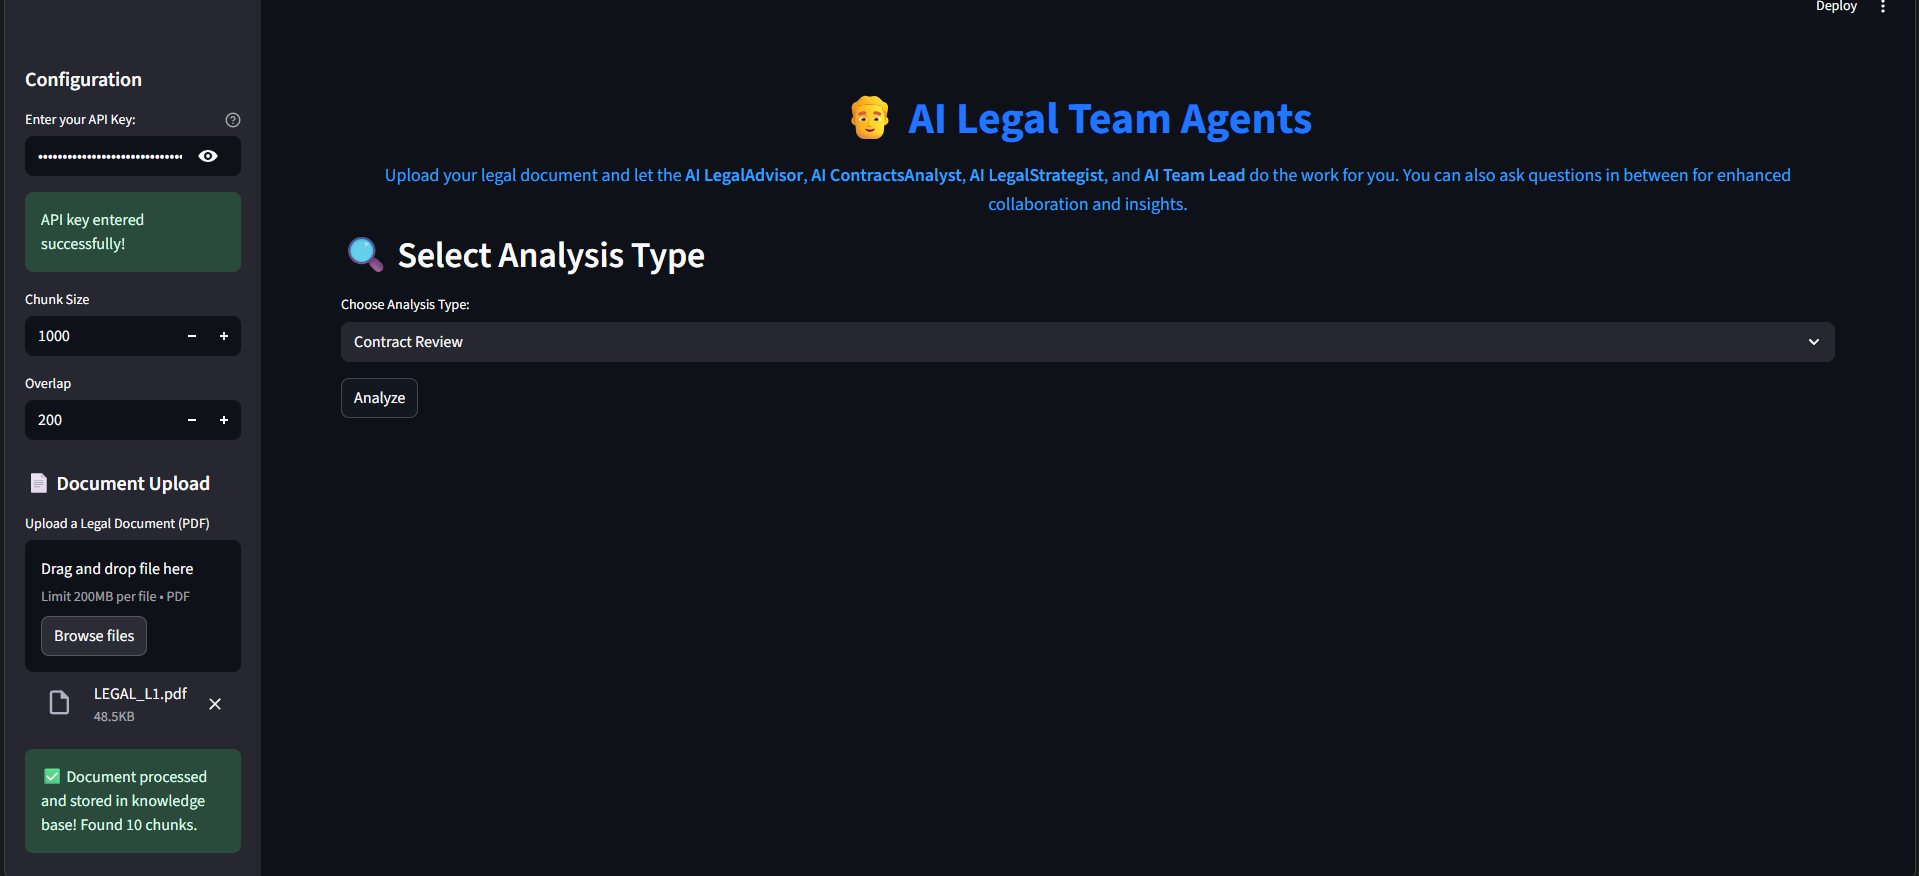 Deploy
Configuration
Enter your API Key:
••••••••••••••••••••••••••••••
API key entered
successfully!
Chunk Size
1000
Overlap
200
Document Upload
Upload a Legal Document (PDF)
Drag and drop file here
Limit 200MB per file • PDF
Browse files
LEGAL_L1.pdf
48.5KB
✅ Document processed
and stored in knowledge
base! Found 10 chunks.
AI Legal Team Agents
Upload your legal document and let the AI LegalAdvisor, AI ContractsAnalyst, AI LegalStrategist, and AI Team Lead do the work for you. You can also ask questions in between for enhanced
collaboration and insights.
Select Analysis Type
Choose Analysis Type:
Contract Review
Analyze